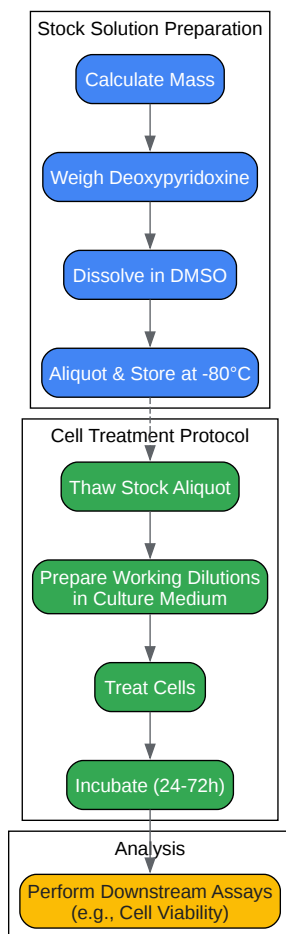 Stock Solution Preparation
Calculate Mass
Weigh Deoxypyridoxine
Dissolve in DMSO
Aliquot & Store at -80°C
Cell Treatment Protocol
Thaw Stock Aliquot
Prepare Working Dilutions
in Culture Medium
Treat Cells
Incubate (24-72h)
Analysis
Perform Downstream Assays
(e.g., Cell Viability)